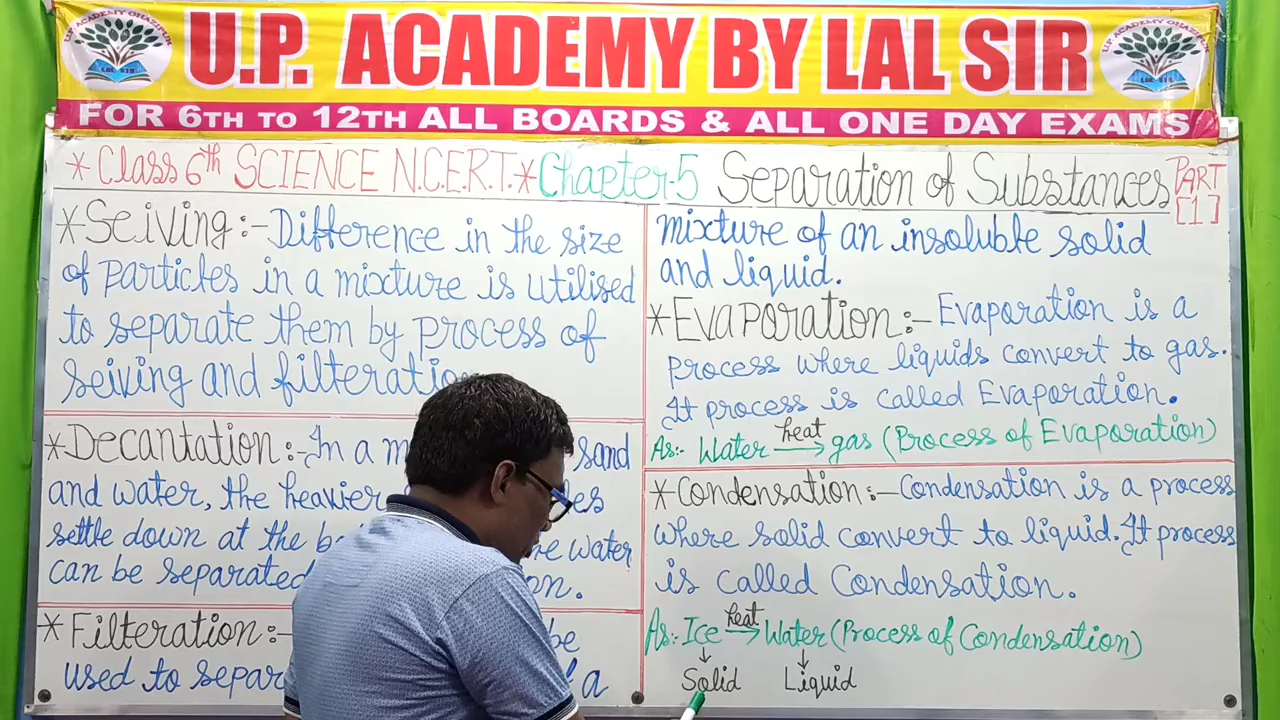 U.P. ACADEMY BY LAL SIR
FOR 6TH TO 12TH ALL BOARDS & ALL ONE DAY EXAMS
* Class 6th SCIENCE N.C.E.R.T. * Chapter-5 Separation of Substances PART [1]
* Seiving :- Difference in the size
of particles in a mixture is utilised
to separate them by process of
seiving and filteratio
* Decantation :- In a m sand
and water, the heavier es
settle down at the b water
can be separated on.
* Filteration :- be
used to separ a
mixture of an insoluble solid
and liquid.
* Evaporation :- Evaporation is a
process where liquids convert to gas.
It process is called Evaporation.
As:- Water heat → gas (Process of Evaporation)
* Condensation :- Condensation is a process
where solid convert to liquid. It process
is called Condensation.
As:- Ice heat → Water (Process of Condensation)
Solid Liquid